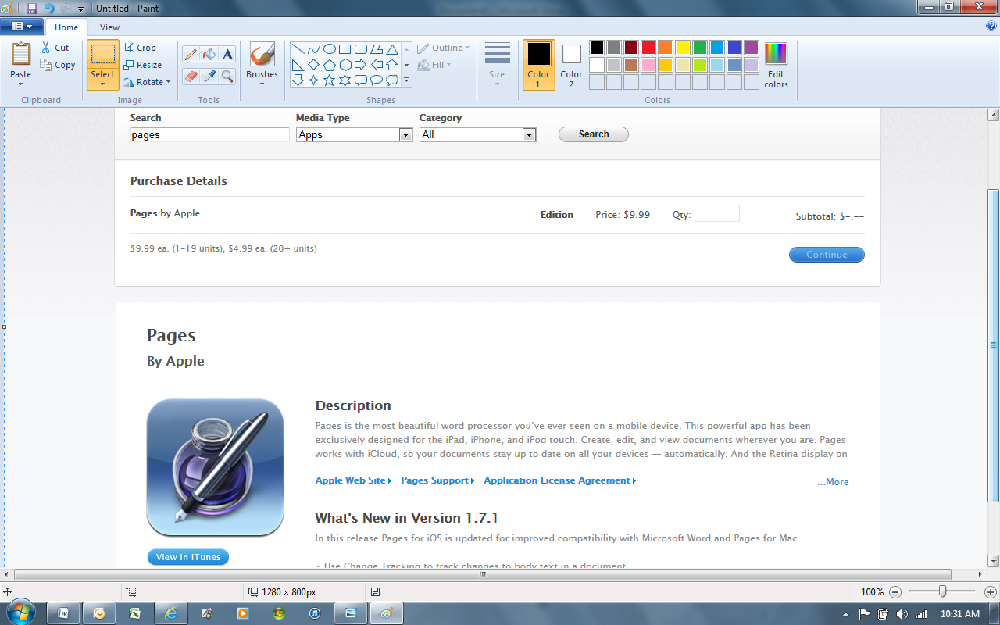 Untitled - Paint
Home View
Paste
Cut
Copy
Clipboard
Select
Crop
Resize
Rotate
Image
A
Tools
Brushes
Outline
Fill
Shapes
Size
Color 1
Color 2
Edit colors
Colors
Search Media Type Category
pages Apps All Search
Purchase Details
Pages by Apple Edition Price: $9.99 Qty: Subtotal: $-.--
$9.99 ea. (1-19 units), $4.99 ea. (20+ units)
Continue
Pages
By Apple
Description
Pages is the most beautiful word processor you've ever seen on a mobile device. This powerful app has been
exclusively designed for the iPad, iPhone, and iPod touch. Create, edit, and view documents wherever you are. Pages
works with iCloud, so your documents stay up to date on all your devices — automatically. And the Retina display on
Apple Web Site Pages Support Application License Agreement ...More
What's New in Version 1.7.1
In this release Pages for iOS is updated for improved compatibility with Microsoft Word and Pages for Mac.
View In iTunes
• Use Change Tracking to track changes to body text in a document
1280 × 800px 100%
10:31 AM